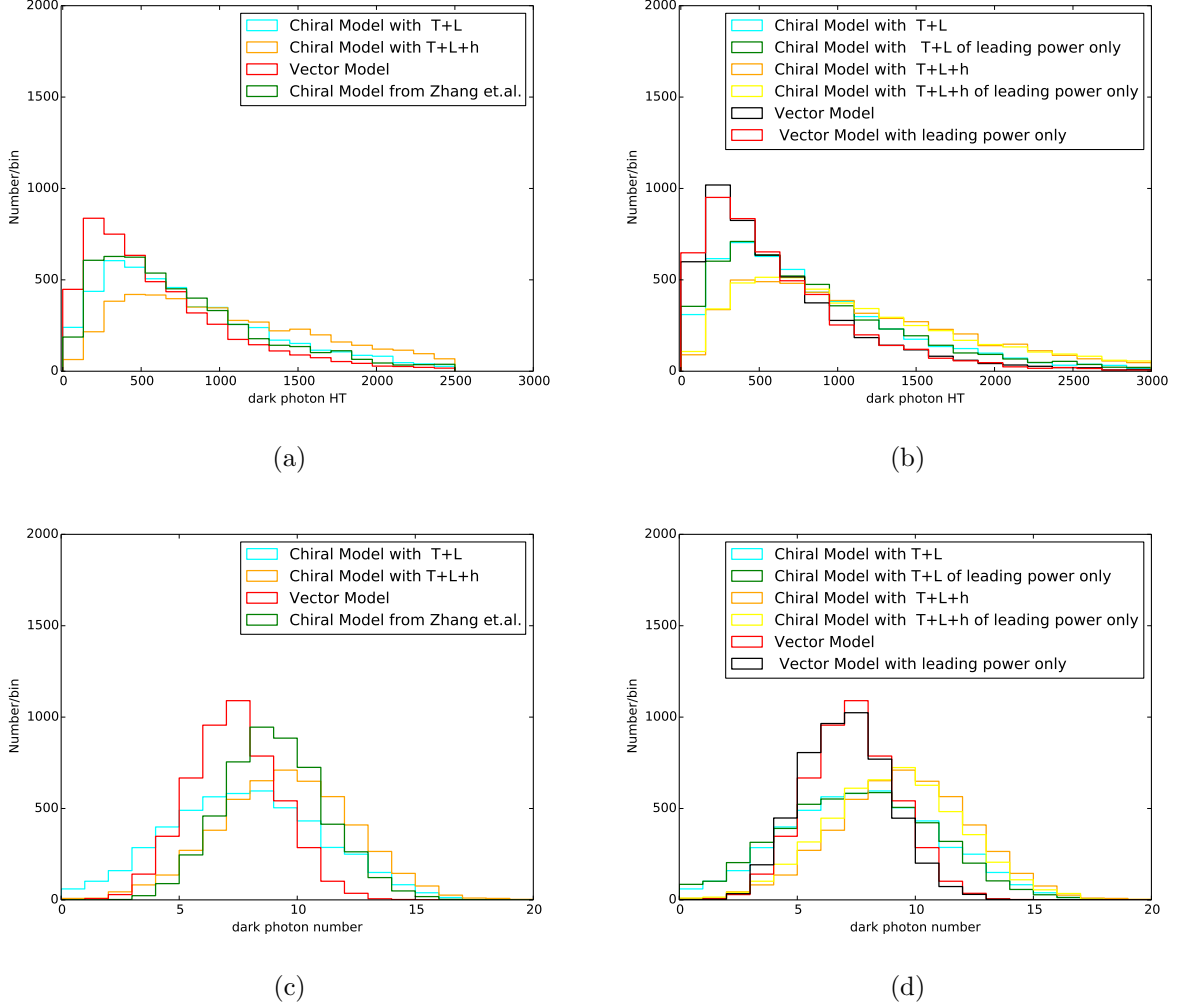 2000
1500
1000
500
0
Number/bin
Chiral Model with T+L
Chiral Model with T+L+h
Vector Model
Chiral Model from Zhang et.al.
0 500 1000 1500 2000 2500 3000
dark photon HT
(a)
2000
1500
1000
500
0
Number/bin
Chiral Model with T+L
Chiral Model with T+L of leading power only
Chiral Model with T+L+h
Chiral Model with T+L+h of leading power only
Vector Model
Vector Model with leading power only
0 500 1000 1500 2000 2500 3000
dark photon HT
(b)
2000
1500
1000
500
0
Number/bin
Chiral Model with T+L
Chiral Model with T+L+h
Vector Model
Chiral Model from Zhang et.al.
0 5 10 15 20
dark photon number
(c)
2000
1500
1000
500
0
Number/bin
Chiral Model with T+L
Chiral Model with T+L of leading power only
Chiral Model with T+L+h
Chiral Model with T+L+h of leading power only
Vector Model
Vector Model with leading power only
0 5 10 15 20
dark photon number
(d)